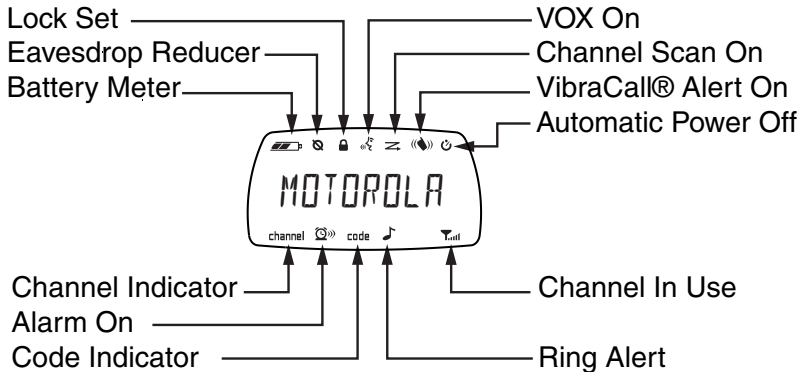 Lock Set
Eavesdrop Reducer
Battery Meter
VOX On
Channel Scan On
VibraCall® Alert On
Automatic Power Off
MOTOROLA
channel
code
Channel Indicator
Alarm On
Code Indicator
Channel In Use
Ring Alert